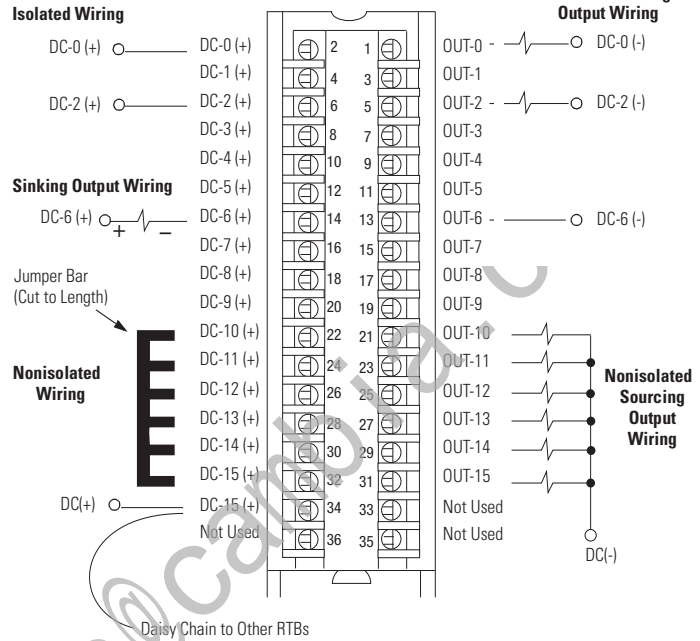 Isolated Wiring
Output Wiring
DC-0 (+) DC-0 (+) 2 1 OUT-0 DC-0 (-)
DC-1 (+) 4 3 OUT-1
DC-2 (+) DC-2 (+) 6 5 OUT-2 DC-2 (-)
DC-3 (+) 8 7 OUT-3
DC-4 (+) 10 9 OUT-4
Sinking Output Wiring
DC-5 (+) 12 11 OUT-5
DC-6 (+) + – DC-6 (+) 14 13 OUT-6 DC-6 (-)
DC-7 (+) 16 15 OUT-7
Jumper Bar
(Cut to Length)
DC-8 (+) 18 17 OUT-8
DC-9 (+) 20 19 OUT-9
DC-10 (+) 22 21 OUT-10
DC-11 (+) 24 23 OUT-11
Nonisolated
Wiring
DC-12 (+) 26 25 OUT-12
Nonisolated
Sourcing
Output
Wiring
DC-13 (+) 28 27 OUT-13
DC-14 (+) 30 29 OUT-14
DC-15 (+) 32 31 OUT-15
DC(+) DC-15 (+) 34 33 Not Used
Not Used 36 35 Not Used
DC(-)
Daisy Chain to Other RTBs
@cambia.